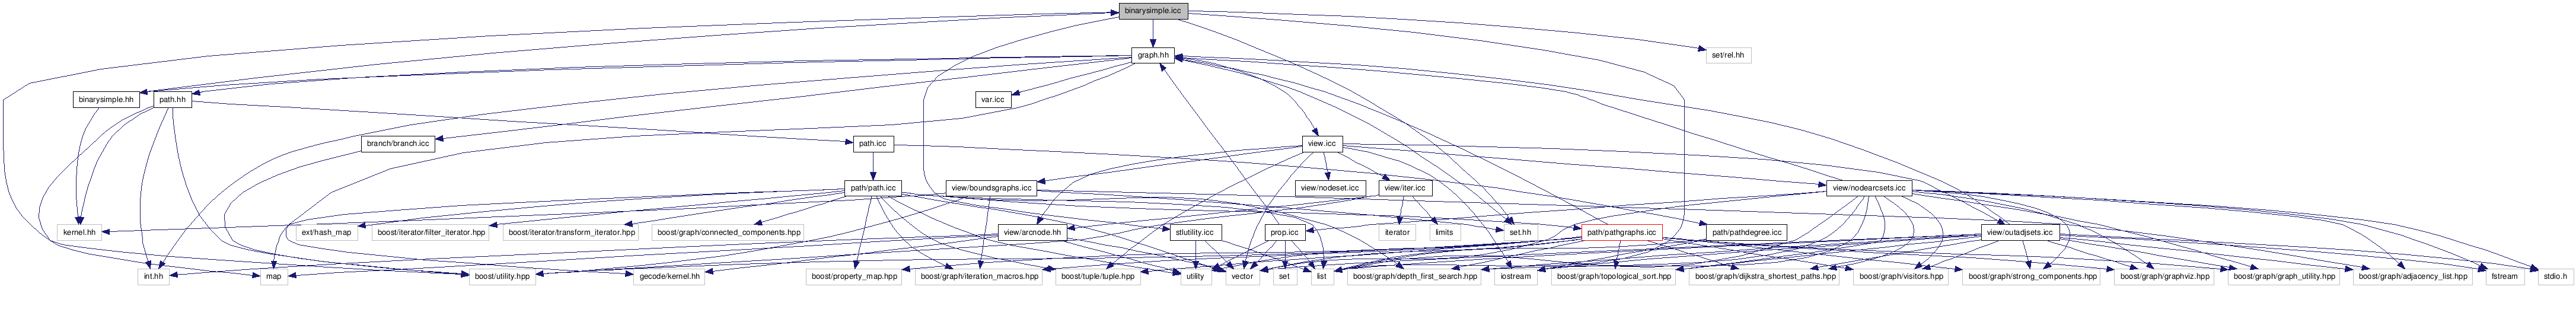 binarysimple.icc
graph.hh
set/rel.hh
binarysimple.hh
path.hh
var.icc
branch/branch.icc
path.icc
view.icc
path/path.icc
view/boundsgraphs.icc
view/nodeset.icc
view/iter.icc
view/nodearcsets.icc
kernel.hh
ext/hash_map
boost/iterator/filter_iterator.hpp
boost/iterator/transform_iterator.hpp
boost/graph/connected_components.hpp
view/arcnode.hh
stlutility.icc
prop.icc
iterator
limits
set.hh
path/pathgraphs.icc
path/pathdegree.icc
view/outadjsets.icc
int.hh
map
boost/utility.hpp
gecode/kernel.hh
boost/property_map.hpp
boost/graph/iteration_macros.hpp
boost/tuple/tuple.hpp
utility
vector
set
list
boost/graph/depth_first_search.hpp
iostream
boost/graph/topological_sort.hpp
boost/graph/dijkstra_shortest_paths.hpp
boost/graph/visitors.hpp
boost/graph/strong_components.hpp
boost/graph/graphviz.hpp
boost/graph/graph_utility.hpp
boost/graph/adjacency_list.hpp
fstream
stdio.h